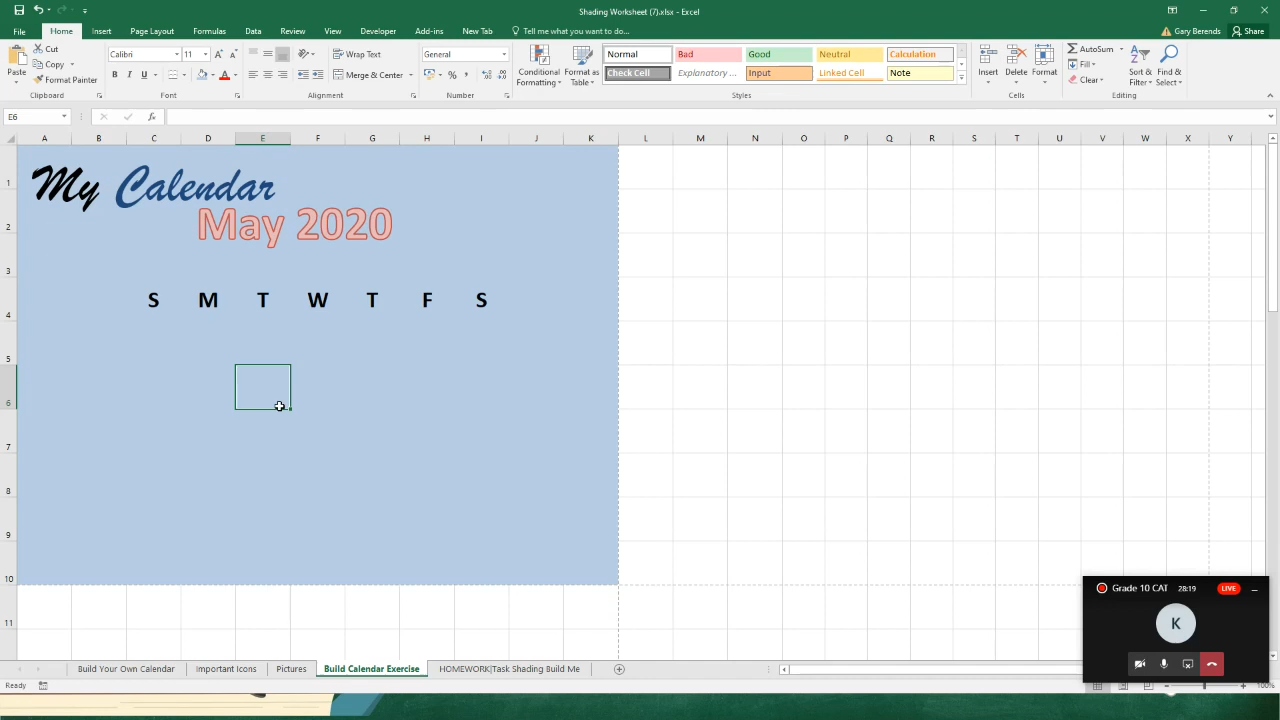 Shading Worksheet (7).xlsx - Excel
File Home Insert Page Layout Formulas Data Review View Developer Add-ins New Tab Tell me what you want to do... Gary Berends Share
Paste
Cut
Copy
Format Painter
Clipboard
Calibri 11
B I U
Font
Wrap Text
Merge & Center
Alignment
General
%
Number
Conditional Formatting
Format as Table
Normal Bad Good Neutral Calculation
Check Cell Explanatory ... Input Linked Cell Note
Styles
Insert Delete Format
Cells
AutoSum
Fill
Clear
Sort & Filter
Find & Select
Editing
E6 fx
A B C D E F G H I J K L M N O P Q R S T U V W X Y
1
2
3
4
5
6
7
8
9
10
11
My Calendar
May 2020
S M T W T F S
Grade 10 CAT 28:19 LIVE
K
Build Your Own Calendar Important Icons Pictures Build Calendar Exercise HOMEWORK|Task Shading Build Me
Ready 100%